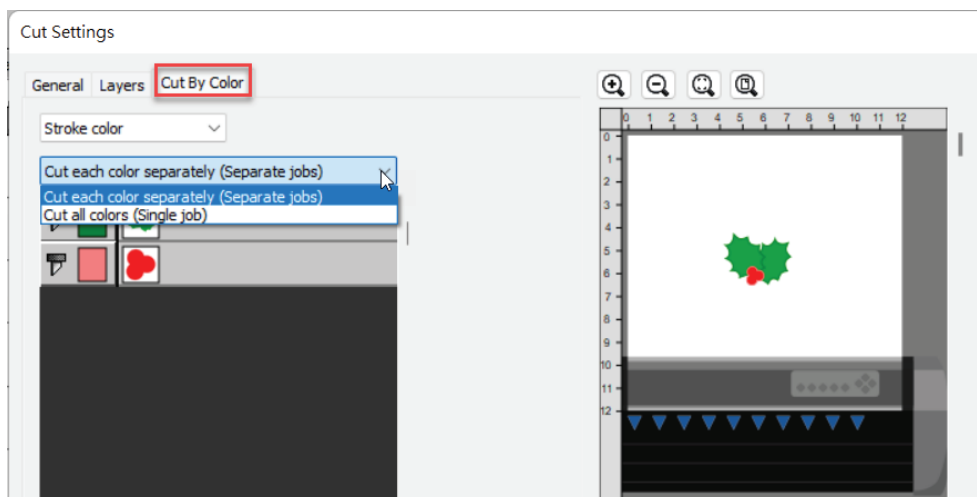 Cut Settings
General Layers Cut By Color
Stroke color
Cut each color separately (Separate jobs)
Cut each color separately (Separate jobs)
Cut all colors (Single job)
0 1 2 3 4 5 6 7 8 9 10 11 12
0
1
2
3
4
5
6
7
8
9
10
11
12